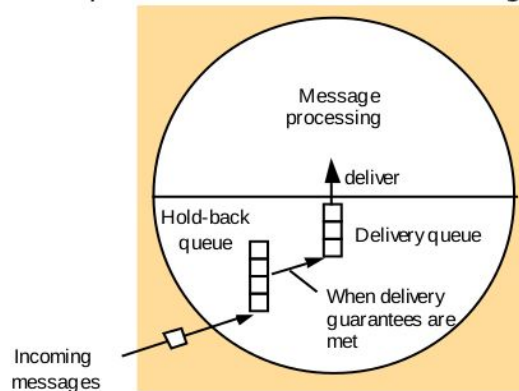 Message
processing
deliver
Hold-back
queue
Delivery queue
When delivery
guarantees are
met
Incoming
messages